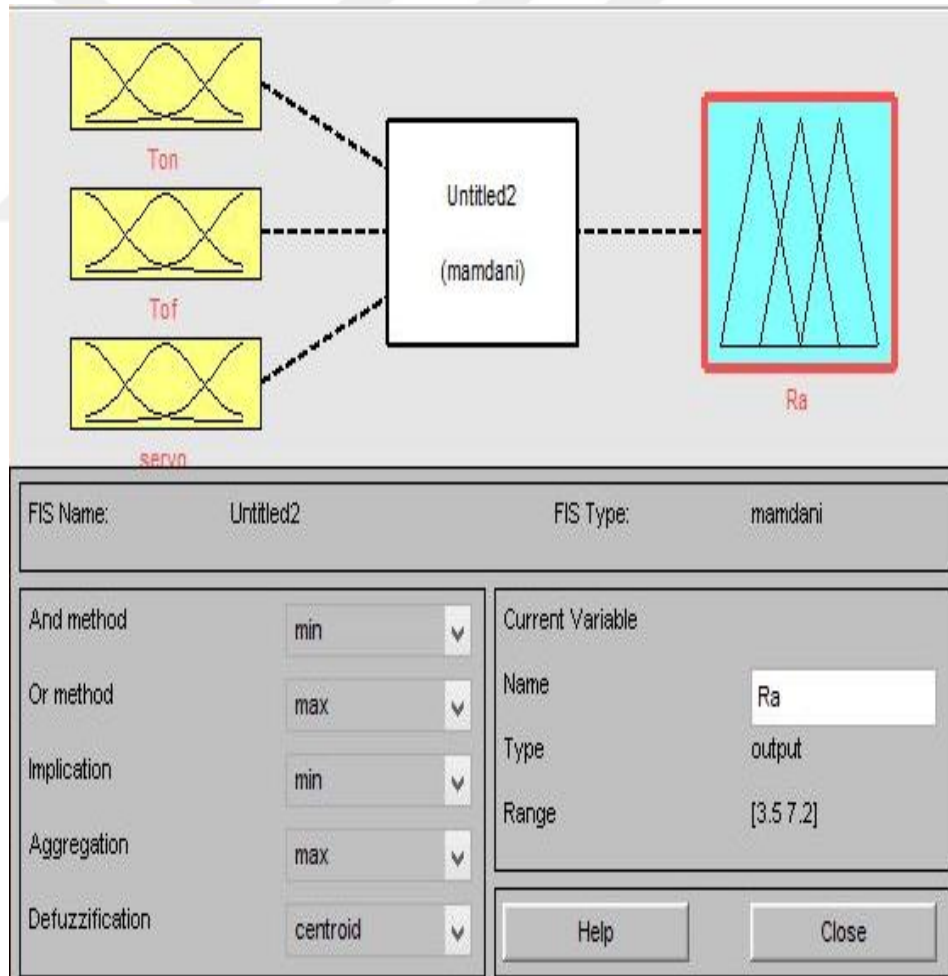 Ton
Tof
servo
Untitled2
(mamdani)
Ra
FIS Name: Untitled2 FIS Type: mamdani
And method min
Or method max
Implication min
Aggregation max
Defuzzification centroid
Current Variable
Name Ra
Type output
Range [3.5 7.2]
Help Close